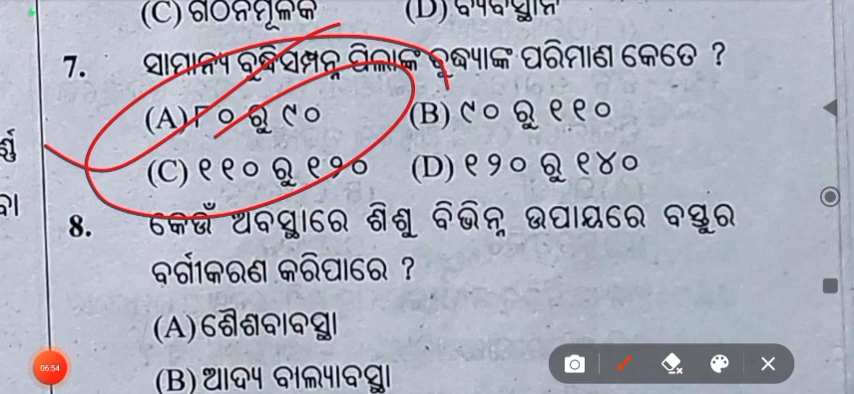 (C) ଗଠନମୂଳକ (D) ବ୍ୟବସ୍ଥାନ
7. ସାମାନ୍ୟ ବୁଦ୍ଧିସମ୍ପନ୍ନ ପିଲାଙ୍କ ବୁଦ୍ଧ୍ୟାଙ୍କ ପରିମାଣ କେତେ ?
(A) ୮୦ ରୁ ୯୦ (B) ୯୦ ରୁ ୧୧୦
(C) ୧୧୦ ରୁ ୧୨୦ (D) ୧୨୦ ରୁ ୧୪୦
8. କେଉଁ ଅବସ୍ଥାରେ ଶିଶୁ ବିଭିନ୍ନ ଉପାୟରେ ବସ୍ତୁର
ବର୍ଗୀକରଣ କରିପାରେ ?
(A) ଶୈଶବାବସ୍ଥା
(B) ଆଦ୍ୟ ବାଲ୍ୟାବସ୍ଥା
06:54